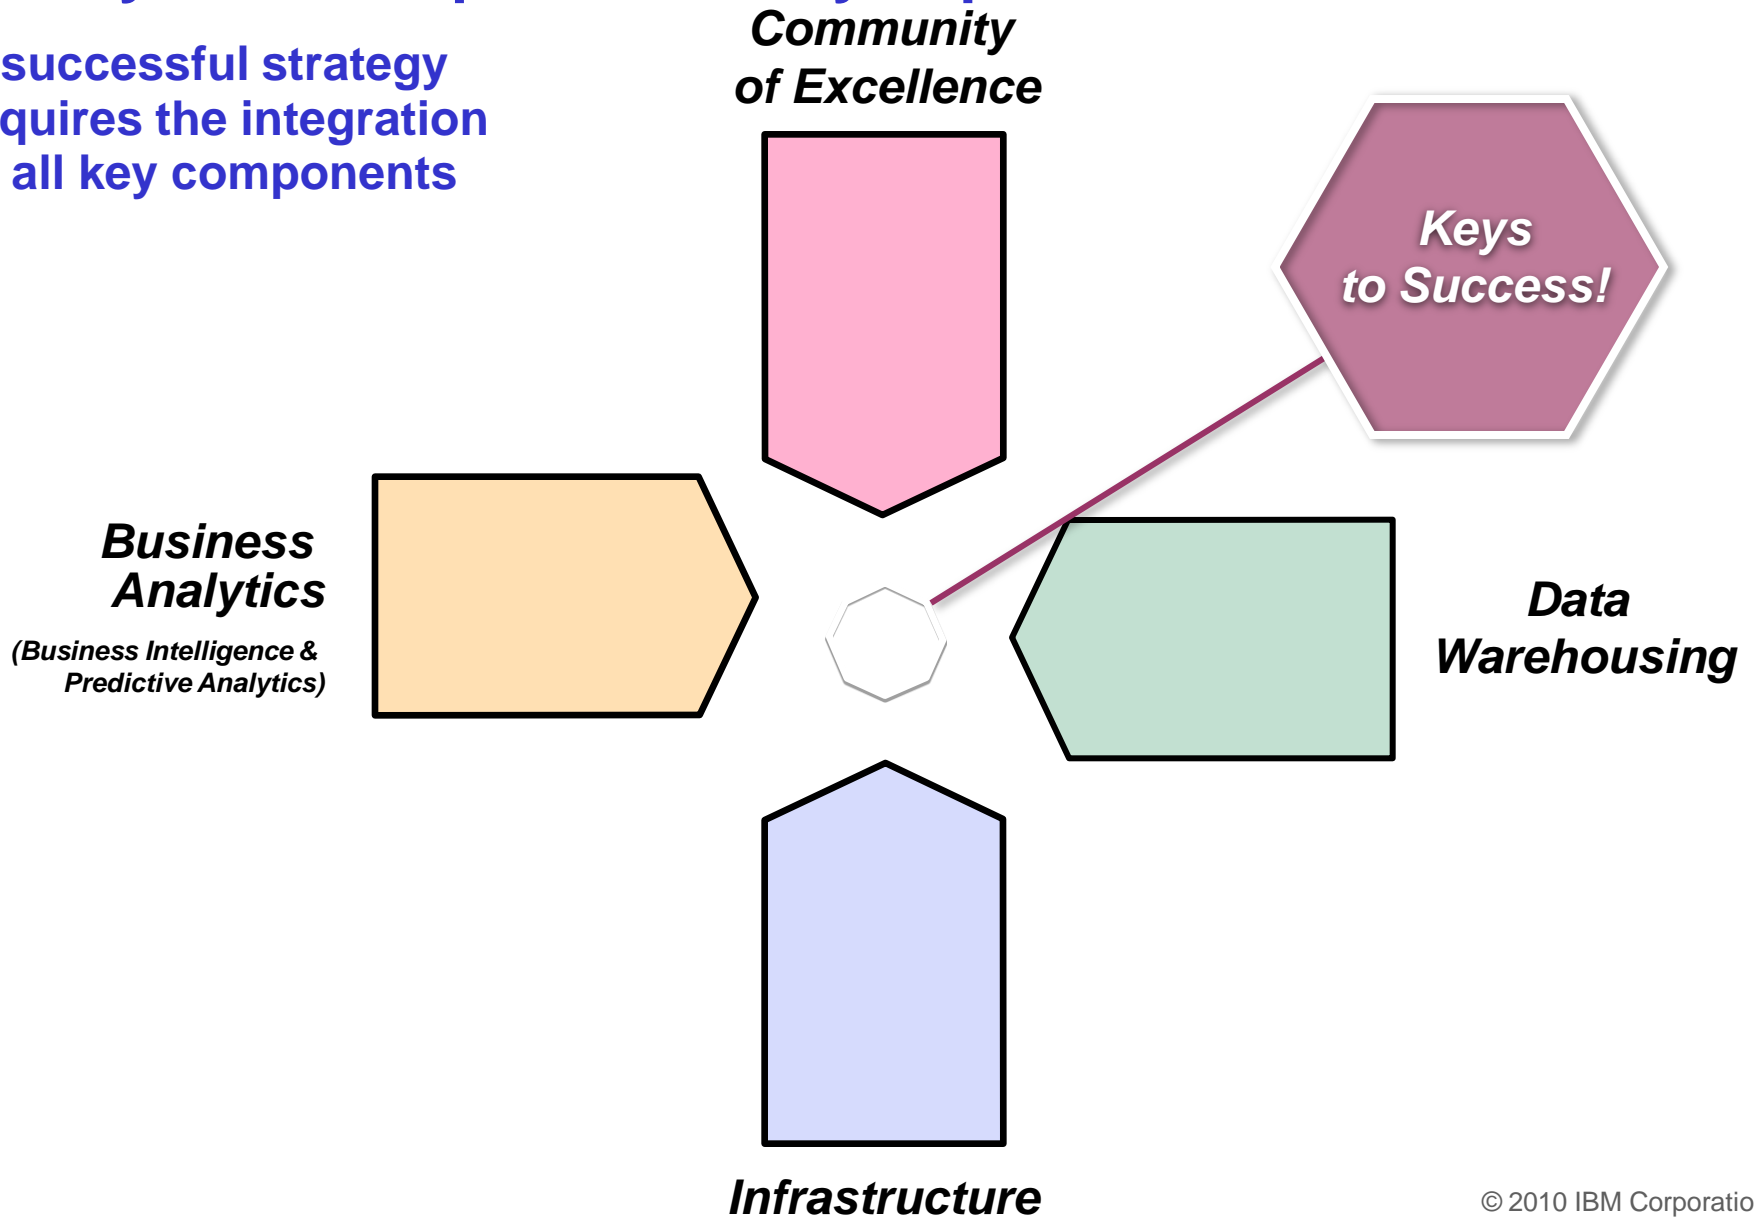 Community
of Excellence
successful strategy
quires the integration
all key components
Keys
to Success!
Business
Analytics
(Business Intelligence &
Predictive Analytics)
Data
Warehousing
Infrastructure
© 2010 IBM Corporatio